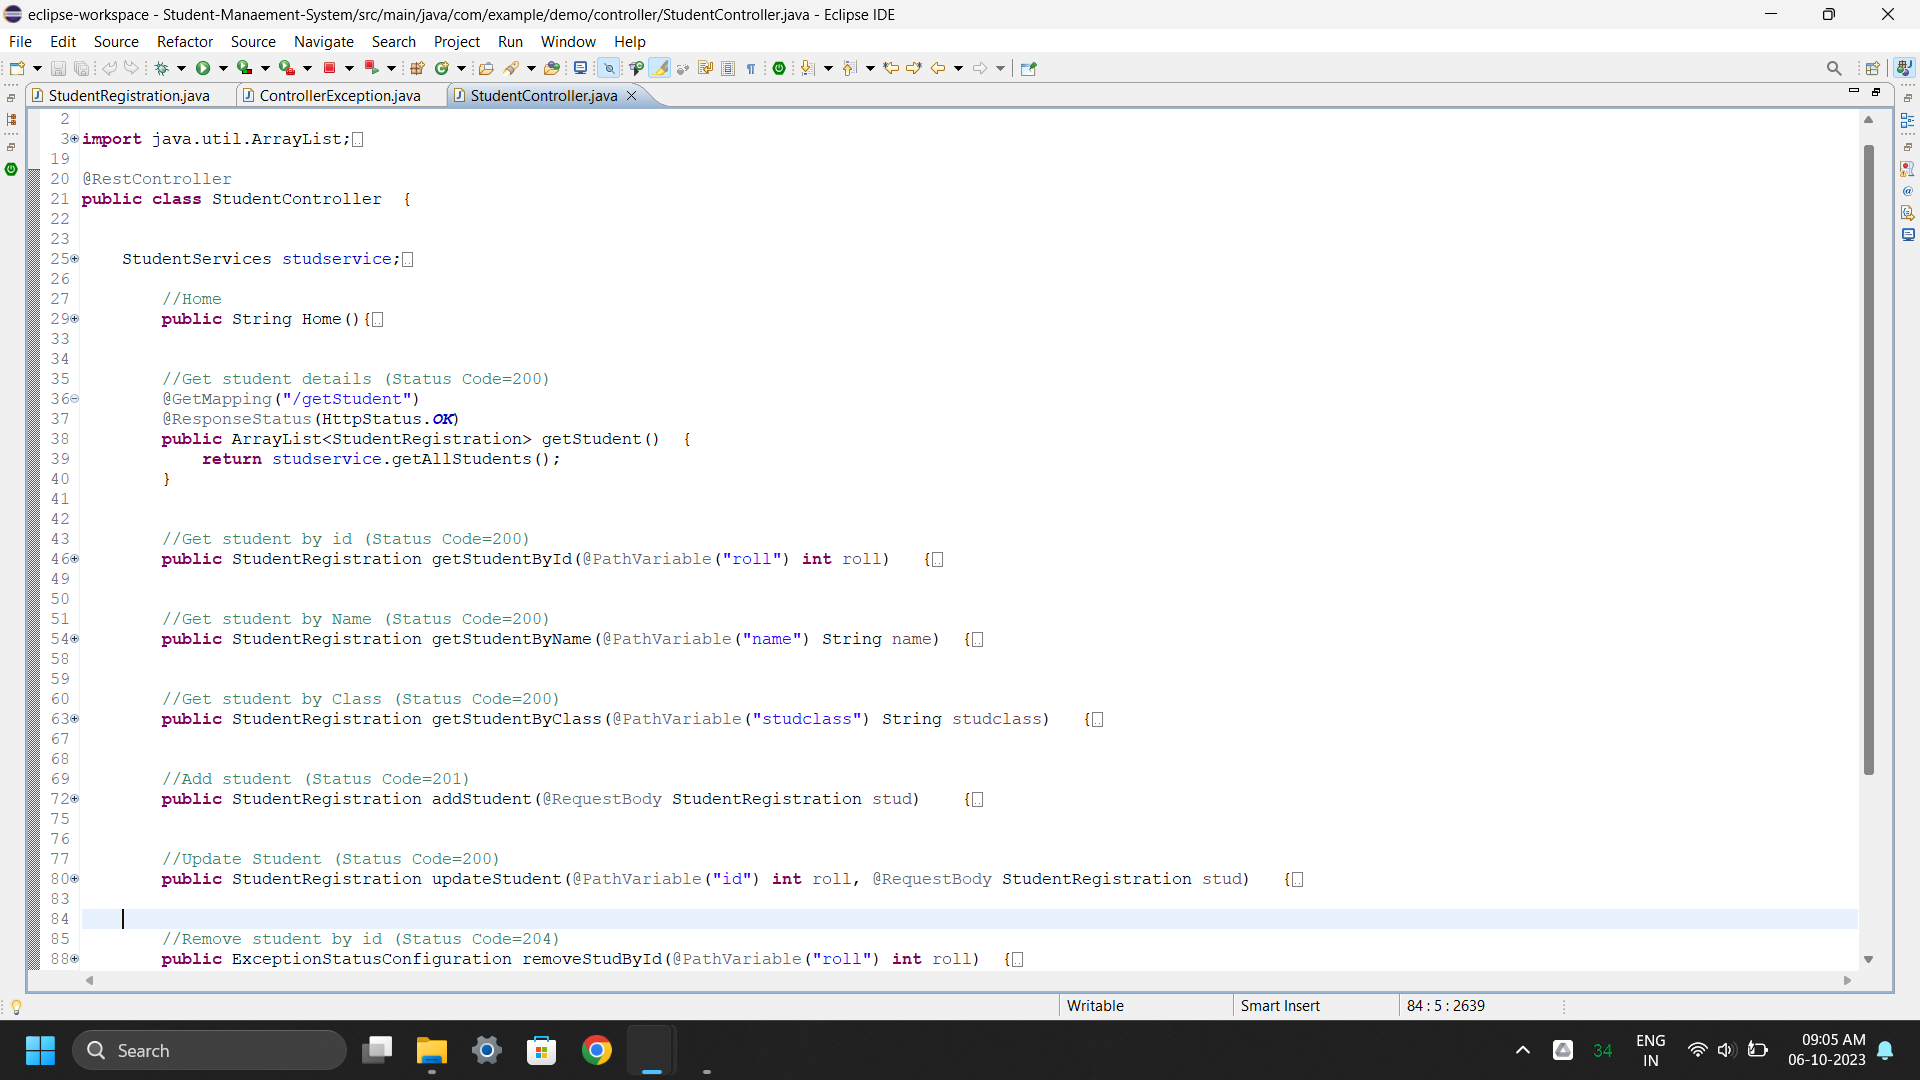 eclipse-workspace - Student-Manaement-System/src/main/java/com/example/demo/controller/StudentController.java - Eclipse IDE
File Edit Source Refactor Source Navigate Search Project Run Window Help
StudentRegistration.java ControllerException.java StudentController.java
2
3 import java.util.ArrayList;
19
20 @RestController
21 public class StudentController {
22
23
25 StudentServices studservice;
26
27 //Home
29 public String Home(){
33
34
35 //Get student details (Status Code=200)
36 @GetMapping("/getStudent")
37 @ResponseStatus(HttpStatus.OK)
38 public ArrayList<StudentRegistration> getStudent() {
39 return studservice.getAllStudents();
40 }
41
42
43 //Get student by id (Status Code=200)
46 public StudentRegistration getStudentById(@PathVariable("roll") int roll) {
49
50
51 //Get student by Name (Status Code=200)
54 public StudentRegistration getStudentByName(@PathVariable("name") String name) {
58
59
60 //Get student by Class (Status Code=200)
63 public StudentRegistration getStudentByClass(@PathVariable("studclass") String studclass) {
67
68
69 //Add student (Status Code=201)
72 public StudentRegistration addStudent(@RequestBody StudentRegistration stud) {
75
76
77 //Update Student (Status Code=200)
80 public StudentRegistration updateStudent(@PathVariable("id") int roll, @RequestBody StudentRegistration stud) {
83
84
85 //Remove student by id (Status Code=204)
88 public ExceptionStatusConfiguration removeStudById(@PathVariable("roll") int roll) {
Writable Smart Insert 84 : 5 : 2639
Search 34 ENG IN 09:05 AM 06-10-2023